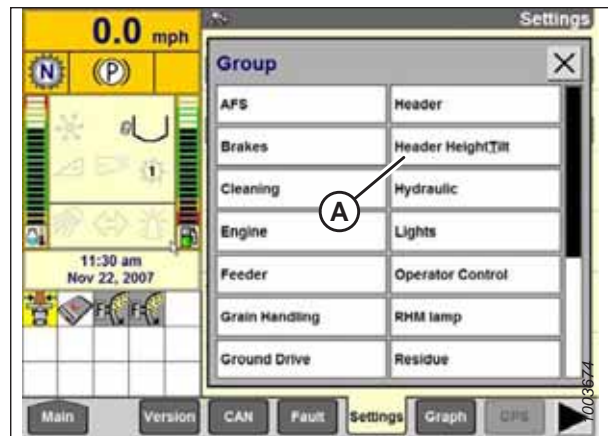 0.0 mph
Settings
N
(P)
1
11:30 am
Nov 22, 2007
F
F
Group
X
AFS
Header
Brakes
Header Height Tilt
Cleaning
Hydraulic
A
Engine
Lights
Feeder
Operator Control
Grain Handling
RHM lamp
Ground Drive
Residue
Main
Version
CAN
Fault
Settings
Graph
GPS
1003674